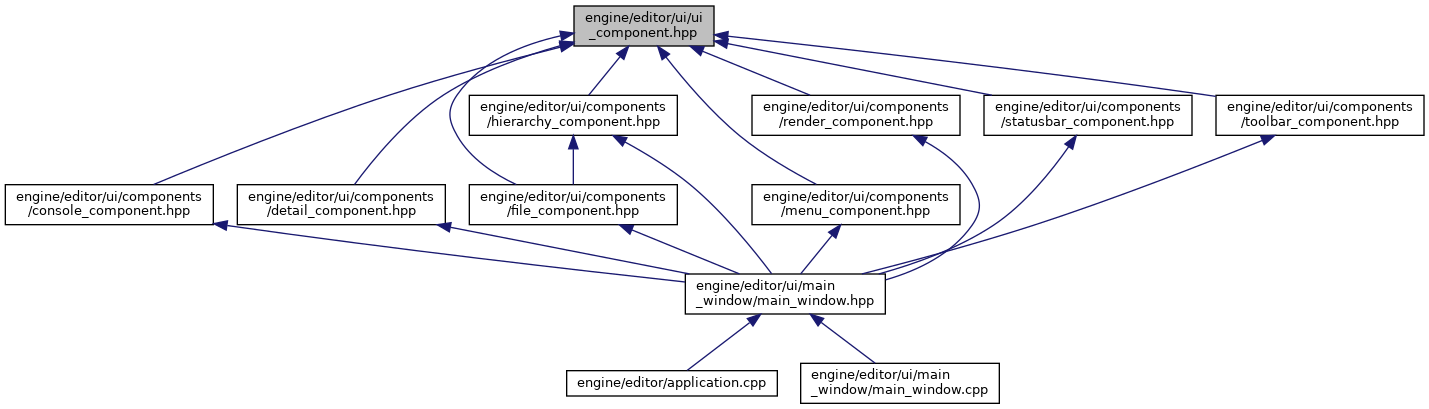 engine/editor/ui/ui
_component.hpp
engine/editor/ui/components
/hierarchy_component.hpp
engine/editor/ui/components
/render_component.hpp
engine/editor/ui/components
/statusbar_component.hpp
engine/editor/ui/components
/toolbar_component.hpp
engine/editor/ui/components
/console_component.hpp
engine/editor/ui/components
/detail_component.hpp
engine/editor/ui/components
/file_component.hpp
engine/editor/ui/components
/menu_component.hpp
engine/editor/ui/main
_window/main_window.hpp
engine/editor/application.cpp
engine/editor/ui/main
_window/main_window.cpp